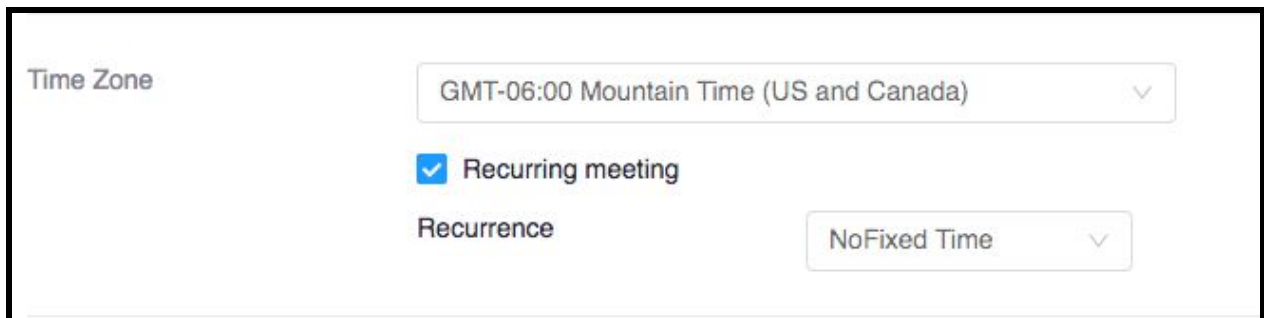 Time Zone
GMT-06:00 Mountain Time (US and Canada)
Recurring meeting
Recurrence
NoFixed Time